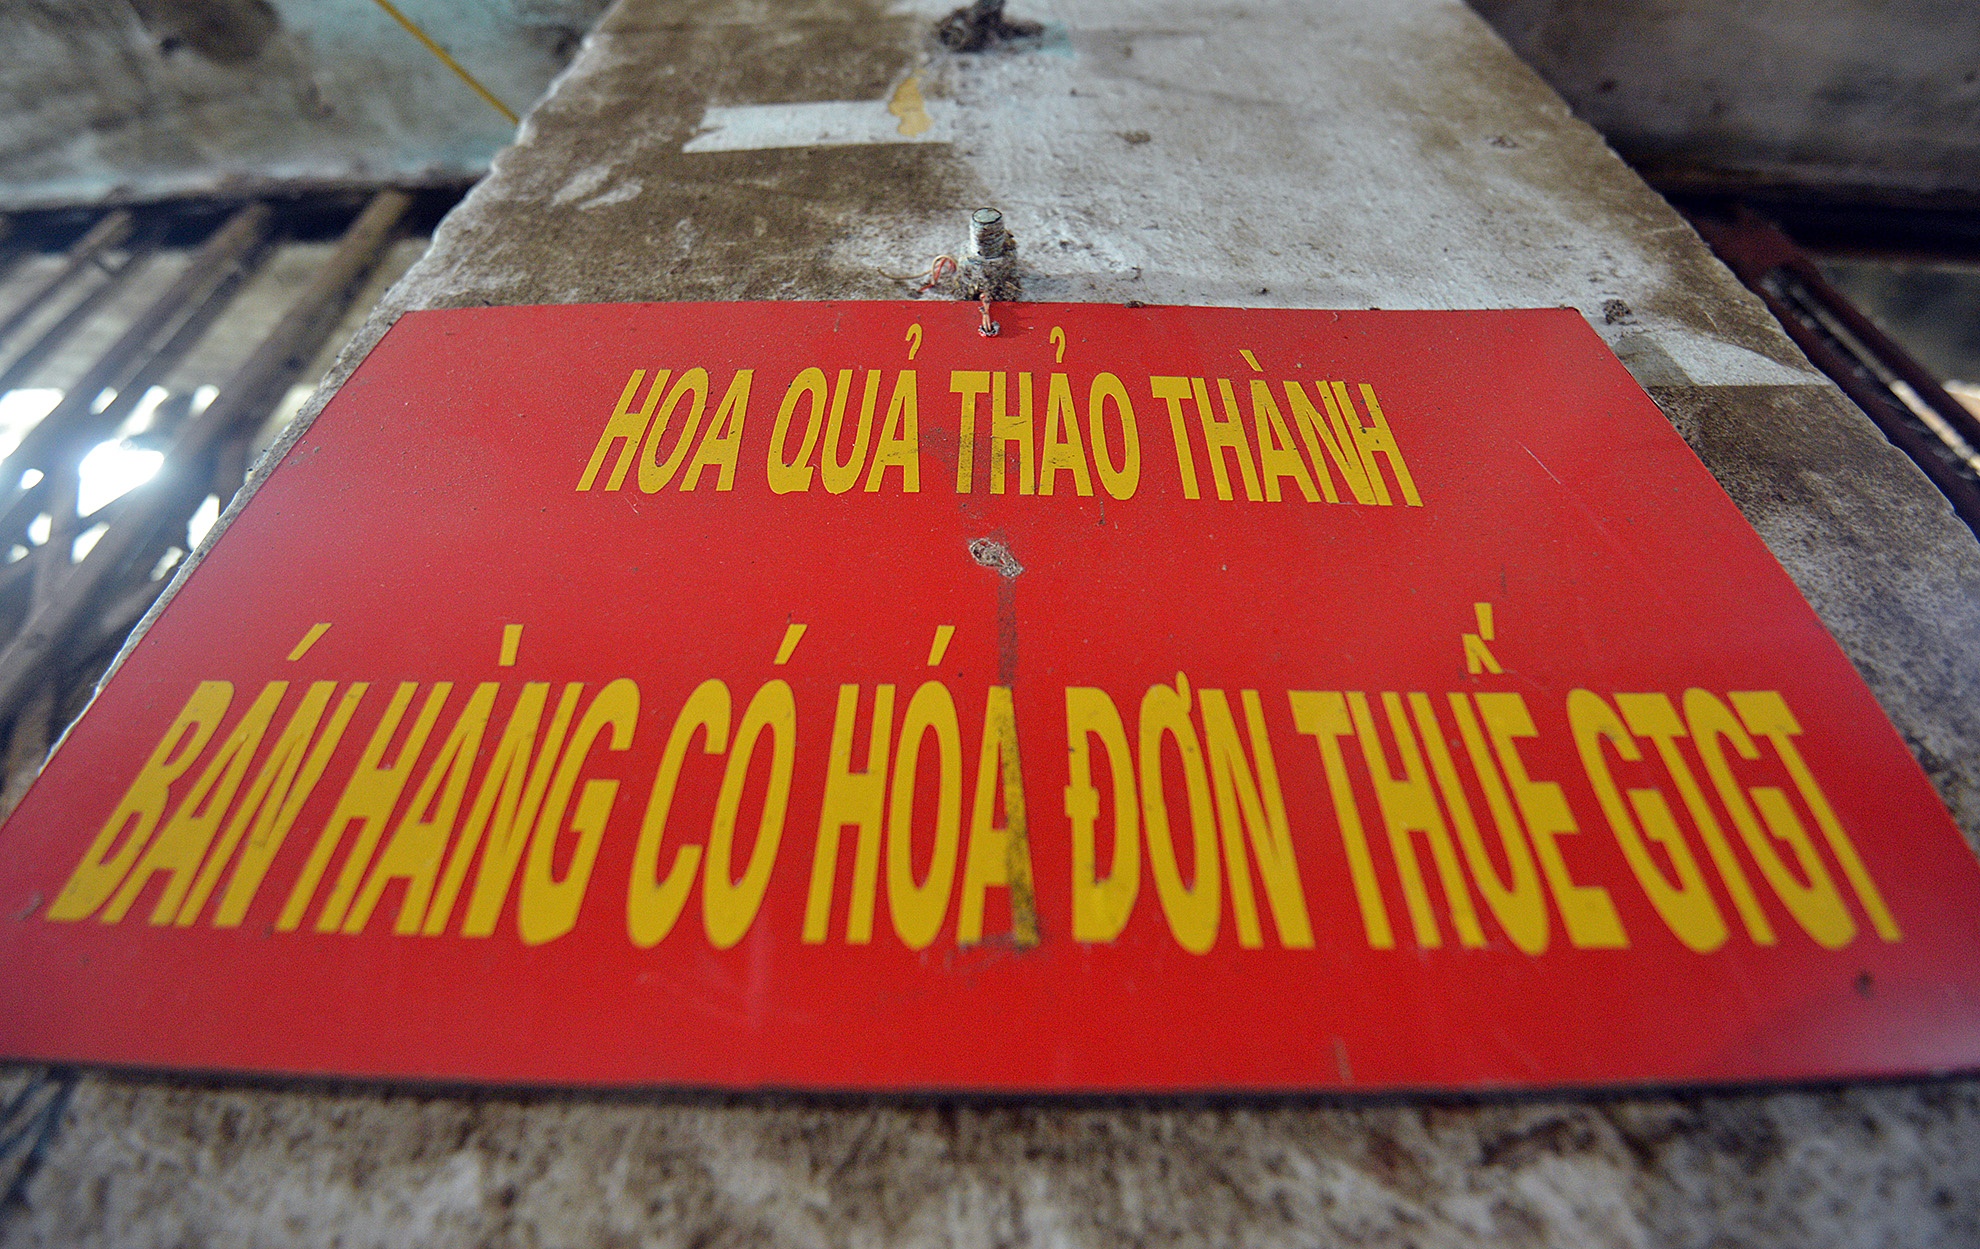 HOA QUẢ THẢO THÀNH
BÁN HÀNG CÓ HÓA ĐƠN THUẾ GTGT